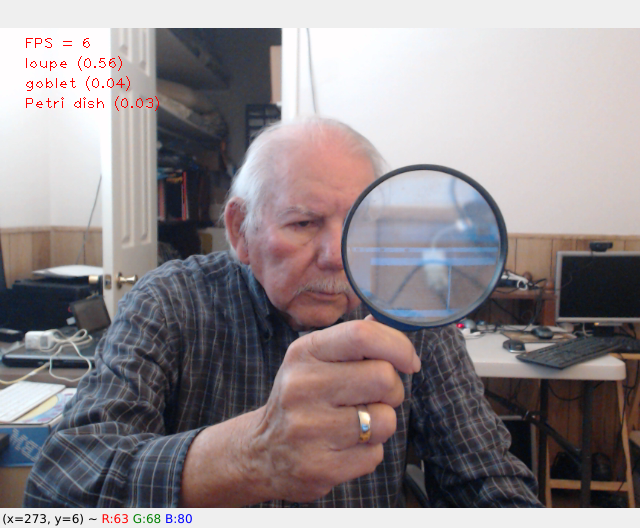 FPS = 6
loupe (0.56)
goblet (0.04)
Petri dish (0.03)
(x=273, y=6) ~ R:63 G:68 B:80